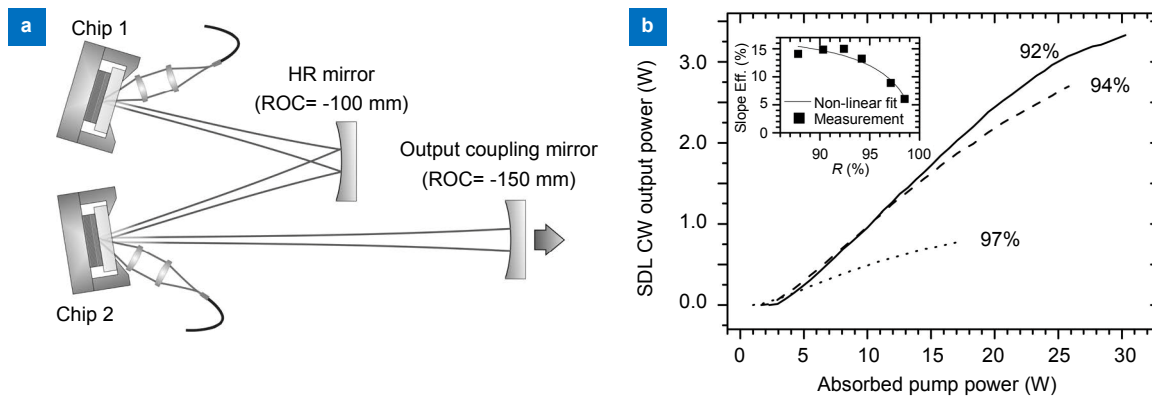 a
Chip 1
HR mirror
(ROC= -100 mm)
Output coupling mirror
(ROC= -150 mm)
Chip 2
b
SDL CW output power (W)
3.0
2.0
1.0
0.0
0 5 10 15 20 25 30
Absorbed pump power (W)
92%
94%
97%
Slope Eff. (%)
15
10
5
0
90 95 100
R (%)
Non-linear fit
Measurement